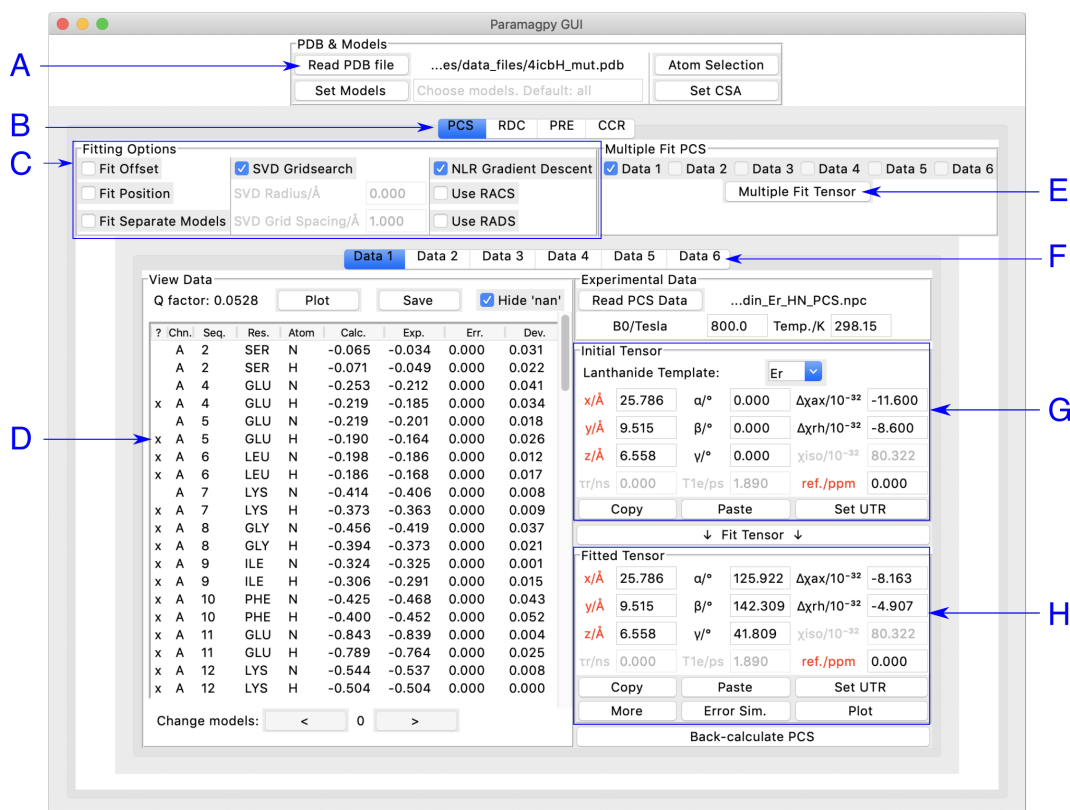 Paramagpy GUI
PDB & Models
A
Read PDB file ...es/data_files/4icbH_mut.pdb Atom Selection
Set Models Choose models. Default: all Set CSA
B
PCS RDC PRE CCR
C
Fitting Options
Fit Offset SVD Gridsearch NLR Gradient Descent
Fit Position SVD Radius/Å 0.000 Use RACS
Fit Separate Models SVD Grid Spacing/Å 1.000 Use RADS
Multiple Fit PCS
Data 1 Data 2 Data 3 Data 4 Data 5 Data 6
Multiple Fit Tensor
E
Data 1 Data 2 Data 3 Data 4 Data 5 Data 6
F
View Data
Q factor: 0.0528 Plot Save Hide 'nan'
? Chn. Seq. Res. Atom Calc. Exp. Err. Dev.
A 2 SER N -0.065 -0.034 0.000 0.031
A 2 SER H -0.071 -0.049 0.000 0.022
A 4 GLU N -0.253 -0.212 0.000 0.041
x A 4 GLU H -0.219 -0.185 0.000 0.034
A 5 GLU N -0.219 -0.201 0.000 0.018
D
x A 5 GLU H -0.190 -0.164 0.000 0.026
x A 6 LEU N -0.198 -0.186 0.000 0.012
x A 6 LEU H -0.186 -0.168 0.000 0.017
A 7 LYS N -0.414 -0.406 0.000 0.008
x A 7 LYS H -0.373 -0.363 0.000 0.009
x A 8 GLY N -0.456 -0.419 0.000 0.037
x A 8 GLY H -0.394 -0.373 0.000 0.021
x A 9 ILE N -0.324 -0.325 0.000 0.001
x A 9 ILE H -0.306 -0.291 0.000 0.015
x A 10 PHE N -0.425 -0.468 0.000 0.043
x A 10 PHE H -0.400 -0.452 0.000 0.052
x A 11 GLU N -0.843 -0.839 0.000 0.004
x A 11 GLU H -0.789 -0.764 0.000 0.025
x A 12 LYS N -0.544 -0.537 0.000 0.008
x A 12 LYS H -0.504 -0.504 0.000 0.000
Change models: < 0 >
Experimental Data
Read PCS Data ...din_Er_HN_PCS.npc
B0/Tesla 800.0 Temp./K 298.15
Initial Tensor
Lanthanide Template: Er
x/Å 25.786 α/° 0.000 Δχax/10⁻³² -11.600
G
y/Å 9.515 β/° 0.000 Δχrh/10⁻³² -8.600
z/Å 6.558 γ/° 0.000 χiso/10⁻³² 80.322
τr/ns 0.000 T1e/ps 1.890 ref./ppm 0.000
Copy Paste Set UTR
↓ Fit Tensor ↓
Fitted Tensor
x/Å 25.786 α/° 125.922 Δχax/10⁻³² -8.163
y/Å 9.515 β/° 142.309 Δχrh/10⁻³² -4.907
H
z/Å 6.558 γ/° 41.809 χiso/10⁻³² 80.322
τr/ns 0.000 T1e/ps 1.890 ref./ppm 0.000
Copy Paste Set UTR
More Error Sim. Plot
Back-calculate PCS